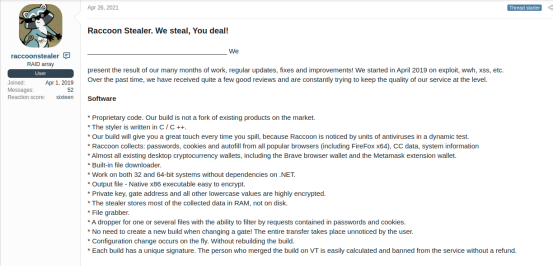 Apr 26, 2021
Thread starter
Raccoon Stealer. We steal, You deal!
We
raccoonstealer
RAID array
User
Joined: Apr 1, 2019
Messages: 52
Reaction score: sixteen
present the result of our many months of work, regular updates, fixes and improvements! We started in April 2019 on exploit, wwh, xss, etc.
Over the past time, we have received quite a few good reviews and are constantly trying to keep the quality of our service at the level.
Software
* Proprietary code. Our build is not a fork of existing products on the market.
* The styler is written in C / C ++.
* Our build will give you a great touch every time you spill, because Raccoon is noticed by units of antiviruses in a dynamic test.
* Raccoon collects: passwords, cookies and autofill from all popular browsers (including FireFox x64), CC data, system information
* Almost all existing desktop cryptocurrency wallets, including the Brave browser wallet and the Metamask extension wallet.
* Built-in file downloader.
* Work on both 32 and 64-bit systems without dependencies on .NET.
* Output file - Native x86 executable easy to encrypt.
* Private key, gate address and all other lowercase values are highly encrypted.
* The stealer stores most of the collected data in RAM, not on disk.
* File grabber.
* A dropper for one or several files with the ability to filter by requests contained in passwords and cookies.
* No need to create a new build when changing a gate! The entire transfer takes place unnoticed by the user.
* Configuration change occurs on the fly. Without rebuilding the build.
* Each build has a unique signature. The person who merged the build on VT is easily calculated and banned from the service without a refund.